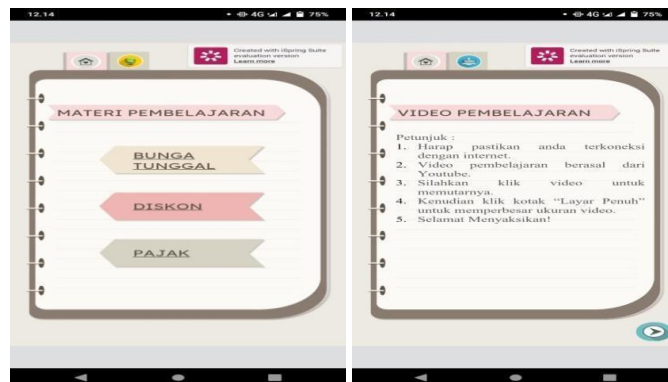 12.14
4G 75%
Created with iSpring Suite
evaluation version
Learn more
MATERI PEMBELAJARAN
BUNGA
TUNGGAL
DISKON
PAJAK
12.14
4G 75%
Created with iSpring Suite
evaluation version
Learn more
VIDEO PEMBELAJARAN
Petunjuk :
1. Harap pastikan anda terkoneksi
dengan internet.
2. Video pembelajaran berasal dari
Youtube.
3. Silahkan klik video untuk
memutarnya.
4. Kenudian klik kotak “Layar Penuh”
untuk memperbesar ukuran video.
5. Selamat Menyaksikan!